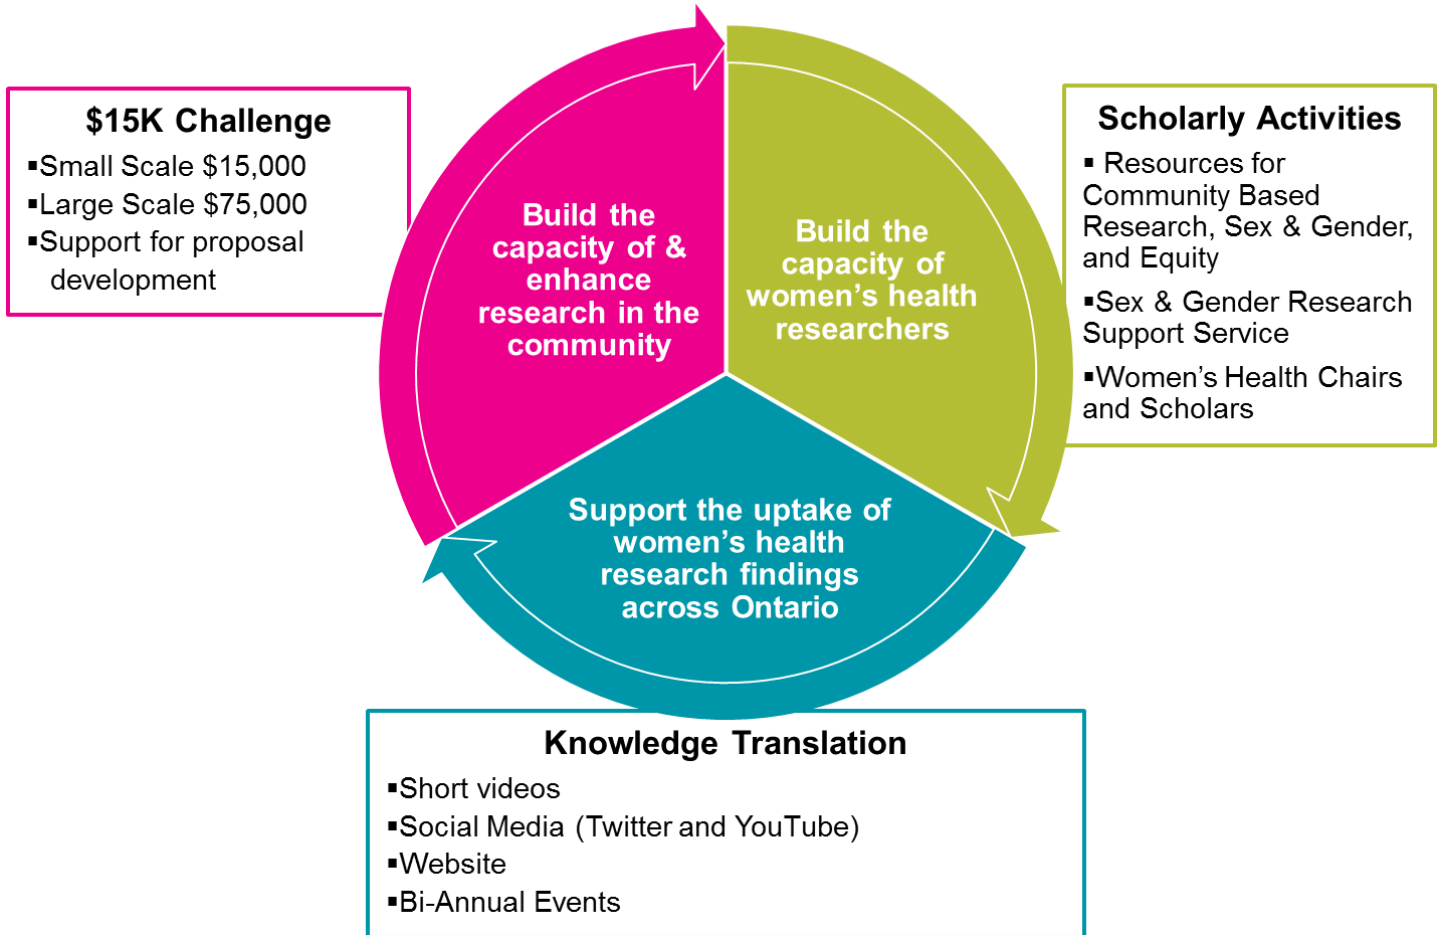 $15K Challenge
▪Small Scale $15,000
▪Large Scale $75,000
▪Support for proposal
development
Build the
capacity of &
enhance
research in the
community
Build the
capacity of
women's health
researchers
Scholarly Activities
▪ Resources for
Community Based
Research, Sex & Gender,
and Equity
▪Sex & Gender Research
Support Service
▪Women's Health Chairs
and Scholars
Support the uptake of
women's health
research findings
across Ontario
Knowledge Translation
▪Short videos
▪Social Media (Twitter and YouTube)
▪Website
▪Bi-Annual Events